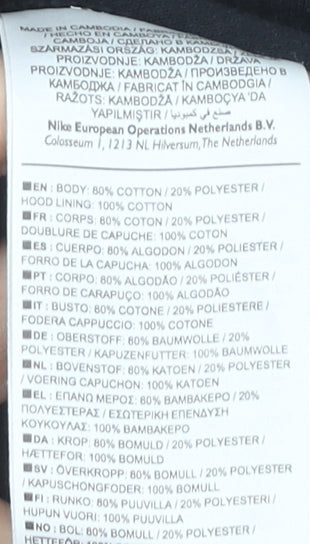 MADE IN CAMBODIA /
/ HECHO EN CAMBOYA /
CAMBOJA / СДЕЛАНО В
SZÁRMAZÁSI ORSZÁG: KAMBODZSA /
PROIZVODNJE: KAMBODŽA / DRŽAVA
PROIZVODNJE: KAMBODŽA / ПРОИЗВЕДЕНО В
КАМБОДЖА / FABRICAT ÎN CAMBODGIA /
RAŽOTS: KAMBODŽA / KAMBOÇYA 'DA
YAPILMIŞTIR / صنع في كمبوديا
Nike European Operations Netherlands B.V.
Colosseum 1, 1213 NL Hilversum, The Netherlands
EN : BODY: 80% COTTON / 20% POLYESTER /
HOOD LINING: 100% COTTON
FR : CORPS: 80% COTON / 20% POLYESTER /
DOUBLURE DE CAPUCHE: 100% COTON
ES : CUERPO: 80% ALGODON / 20% POLIESTER /
FORRO DE LA CAPUCHA: 100% ALGODON
PT : CORPO: 80% ALGODÃO / 20% POLIÉSTER /
FORRO DE CARAPUÇO: 100% ALGODÃO
IT : BUSTO: 80% COTONE / 20% POLIESTERE /
FODERA CAPPUCCIO: 100% COTONE
DE : OBERSTOFF: 80% BAUMWOLLE / 20%
POLYESTER / KAPUZENFUTTER: 100% BAUMWOLLE
NL : BOVENSTOF: 80% KATOEN / 20% POLYESTER
/ VOERING CAPUCHON: 100% KATOEN
EL : ΕΠΑΝΩ ΜΕΡΟΣ: 80% ΒΑΜΒΑΚΕΡΟ / 20%
ΠΟΛΥΕΣΤΕΡΑΣ / ΕΣΩΤΕΡΙΚΗ ΕΠΕΝΔΥΣΗ
ΚΟΥΚΟΥΛΑΣ: 100% ΒΑΜΒΑΚΕΡΟ
DA : KROP: 80% BOMULD / 20% POLYESTER /
HÆTTEFOR: 100% BOMULD
SV : ÖVERKROPP: 80% BOMULL / 20% POLYESTER
/ KAPUSCHONGFODER: 100% BOMULL
FI : RUNKO: 80% PUUVILLA / 20% POLYESTERI /
HUPUN VUORI: 100% PUUVILLA
NO : BOL: 80% BOMULL / 20% POLYESTER /